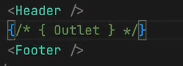 <Header />
{/* { Outlet } */}
<Footer />